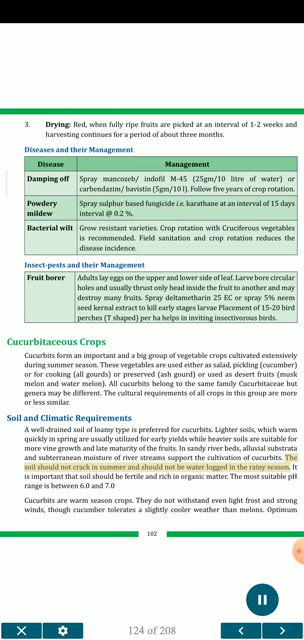 3. Drying: Red, when fully ripe fruits are picked at an interval of 1-2 weeks and
harvesting continues for a period of about three months.
Diseases and their Management
Disease Management
Damping off Spray mancozeb/ indofil M-45 (25gm/10 litre of water) or
carbendazim/ bavistin (5gm/10 l). Follow five years of crop rotation.
Powdery mildew Spray sulphur based fungicide i.e. karathane at an interval of 15 days
interval @ 0.2 %.
Bacterial wilt Grow resistant varieties. Crop rotation with Cruciferous vegetables
is recommended. Field sanitation and crop rotation reduces the
disease incidence.
Insect-pests and their Management
Fruit borer Adults lay eggs on the upper and lower side of leaf. Larve bore circular
holes and usually thrust only head inside the fruit to another and may
destroy many fruits. Spray deltametharin 25 EC or spray 5% neem
seed kernal extract to kill early stages larvae Placement of 15-20 bird
perches (T shaped) per ha helps in inviting insectivorous birds.
Cucurbitaceous Crops
Cucurbits form an important and a big group of vegetable crops cultivated extensively
during summer season. These vegetables are used either as salad, pickling (cucumber)
or for cooking (all gourds) or preserved (ash gourd) or used as desert fruits (musk
melon and water melon). All cucurbits belong to the same family Cucurbitaceae but
genera may be different. The cultural requirements of all crops in this group are more
or less similar.
Soil and Climatic Requirements
A well-drained soil of loamy type is preferred for cucurbits. Lighter soils, which warm
quickly in spring are usually utilized for early yields while heavier soils are suitable for
more vine growth and late maturity of the fruits. In sandy river beds, alluvial substrata
and subterranean moisture of river streams support the cultivation of cucurbits. The
soil should not crack in summer and should not be water logged in the rainy season. It
is important that soil should be fertile and rich in organic matter. The most suitable pH
range is between 6.0 and 7.0
Cucurbits are warm season crops. They do not withstand even light frost and strong
winds, though cucumber tolerates a slightly cooler weather than melons. Optimum
102
124 of 208